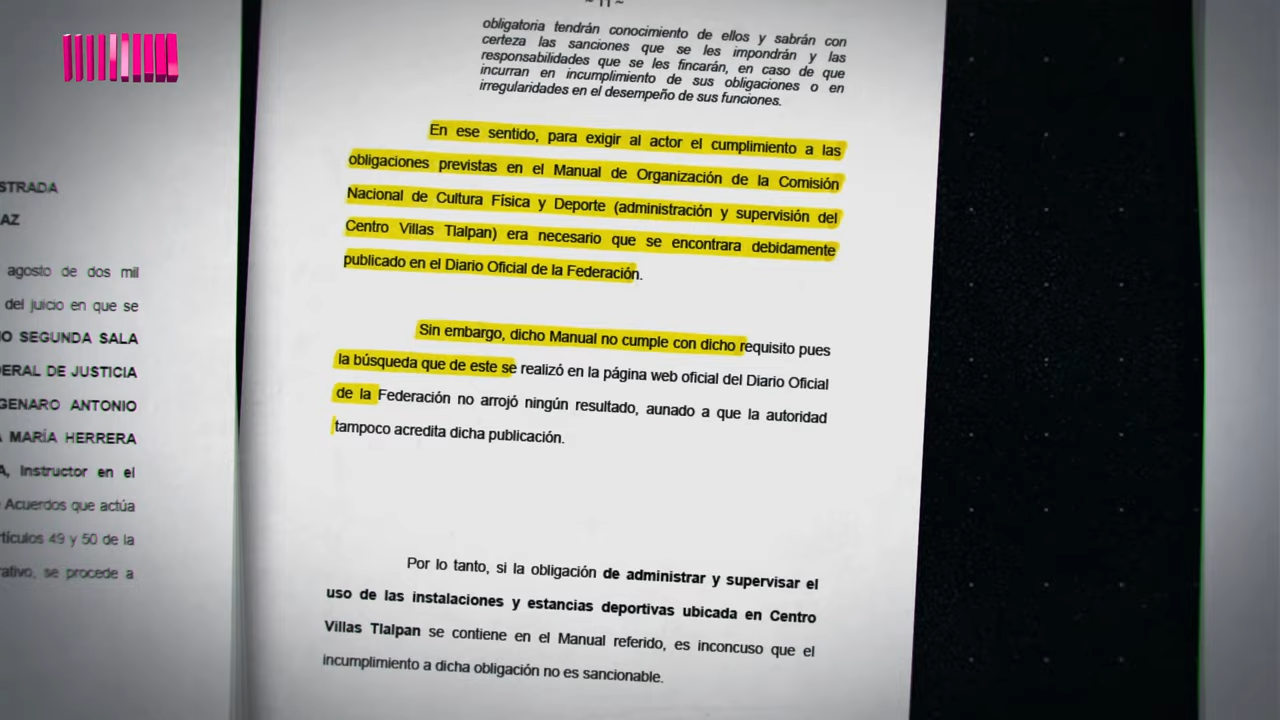 ~ 11 ~
obligatoria tendrán conocimiento de ellos y sabrán con
certeza las sanciones que se les impondrán y las
responsabilidades que se les fincarán, en caso de que
incurran en incumplimiento de sus obligaciones o en
irregularidades en el desempeño de sus funciones.
En ese sentido, para exigir al actor el cumplimiento a las
obligaciones previstas en el Manual de Organización de la Comisión
Nacional de Cultura Física y Deporte (administración y supervisión del
Centro Villas Tlalpan) era necesario que se encontrara debidamente
publicado en el Diario Oficial de la Federación.
Sin embargo, dicho Manual no cumple con dicho requisito pues
la búsqueda que de este se realizó en la página web oficial del Diario Oficial
de la Federación no arrojó ningún resultado, aunado a que la autoridad
tampoco acredita dicha publicación.
Por lo tanto, si la obligación de administrar y supervisar el
uso de las instalaciones y estancias deportivas ubicada en Centro
Villas Tlalpan se contiene en el Manual referido, es inconcuso que el
incumplimiento a dicha obligación no es sancionable.
STRADA
AZ
agosto de dos mil
del juicio en que se
O SEGUNDA SALA
ERAL DE JUSTICIA
GENARO ANTONIO
MARÍA HERRERA
A, Instructor en el
Acuerdos que actúa
tículos 49 y 50 de la
rativo, se procede a